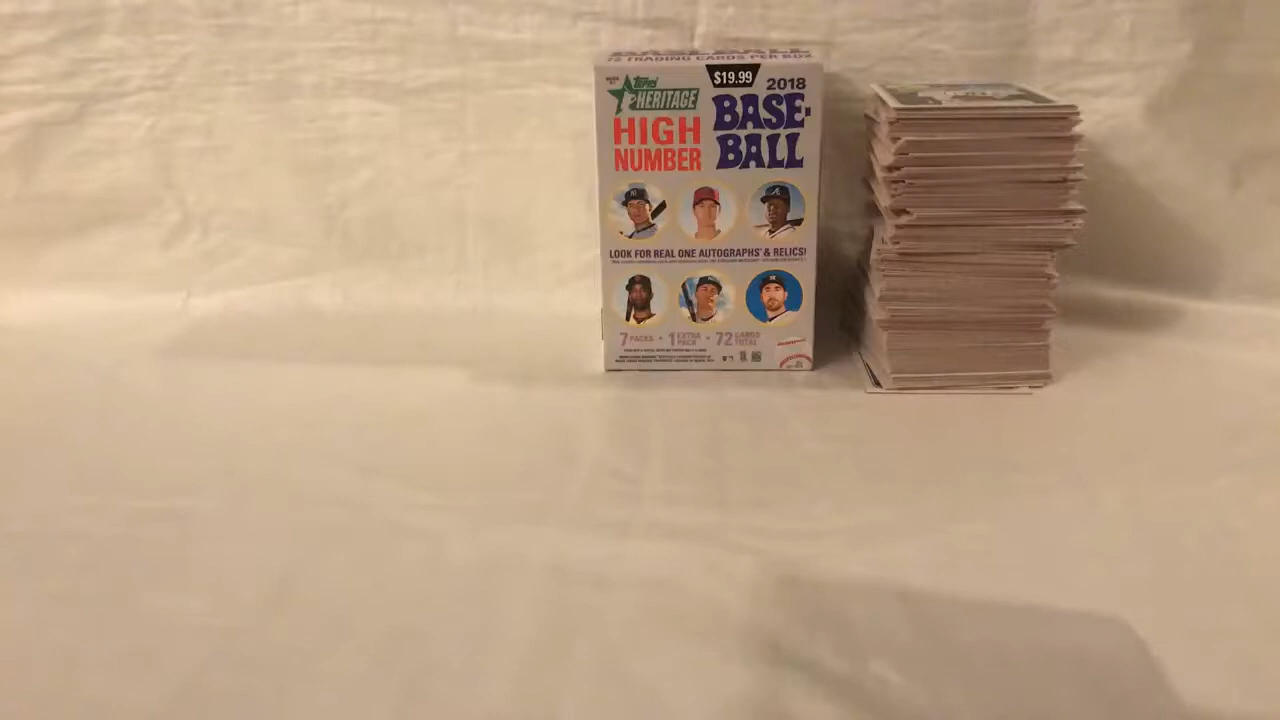 BASEBALL
72 TRADING CARDS PER BOX
Topps
HERITAGE
$19.99
2018
HIGH
NUMBER
BASE-
BALL
LOOK FOR REAL ONE AUTOGRAPHS & RELICS!
7 PACKS • 1 EXTRA PACK • 72 CARDS TOTAL